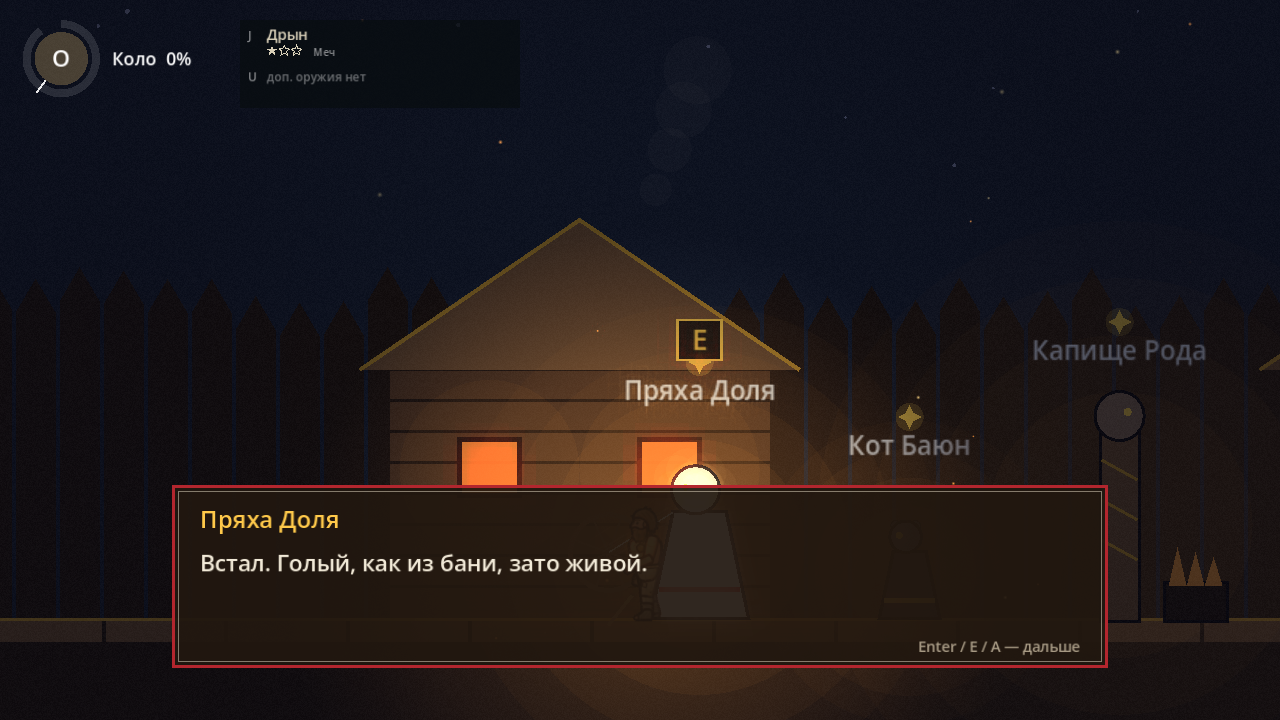 O
Коло 0%
J Дрын
★☆☆ Меч
U доп. оружия нет
E
Пряха Доля
Капище Рода
Кот Баюн
Пряха Доля
Встал. Голый, как из бани, зато живой.
Enter / E / A — дальше